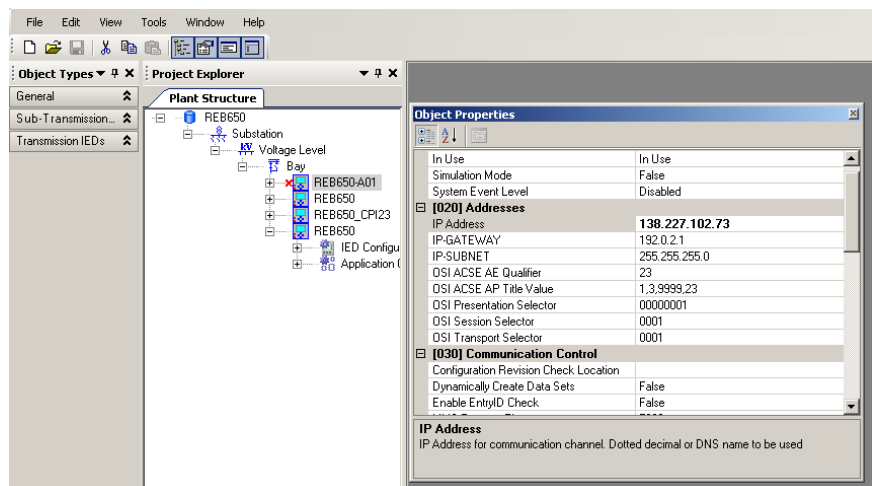 File Edit View Tools Window Help
Object Types
General
Sub-Transmission...
Transmission IEDs
Project Explorer
Plant Structure
REB650
Substation
Voltage Level
Bay
REB650-A01
REB650
REB650_CPI23
REB650
IED Configu
Application (
Object Properties
In Use In Use
Simulation Mode False
System Event Level Disabled
[020] Addresses
IP Address 138.227.102.73
IP-GATEWAY 192.0.2.1
IP-SUBNET 255.255.255.0
OSI ACSE AE Qualifier 23
OSI ACSE AP Title Value 1,3,9999,23
OSI Presentation Selector 00000001
OSI Session Selector 0001
OSI Transport Selector 0001
[030] Communication Control
Configuration Revision Check Location
Dynamically Create Data Sets False
Enable EntryID Check False
IP Address
IP Address for communication channel. Dotted decimal or DNS name to be used